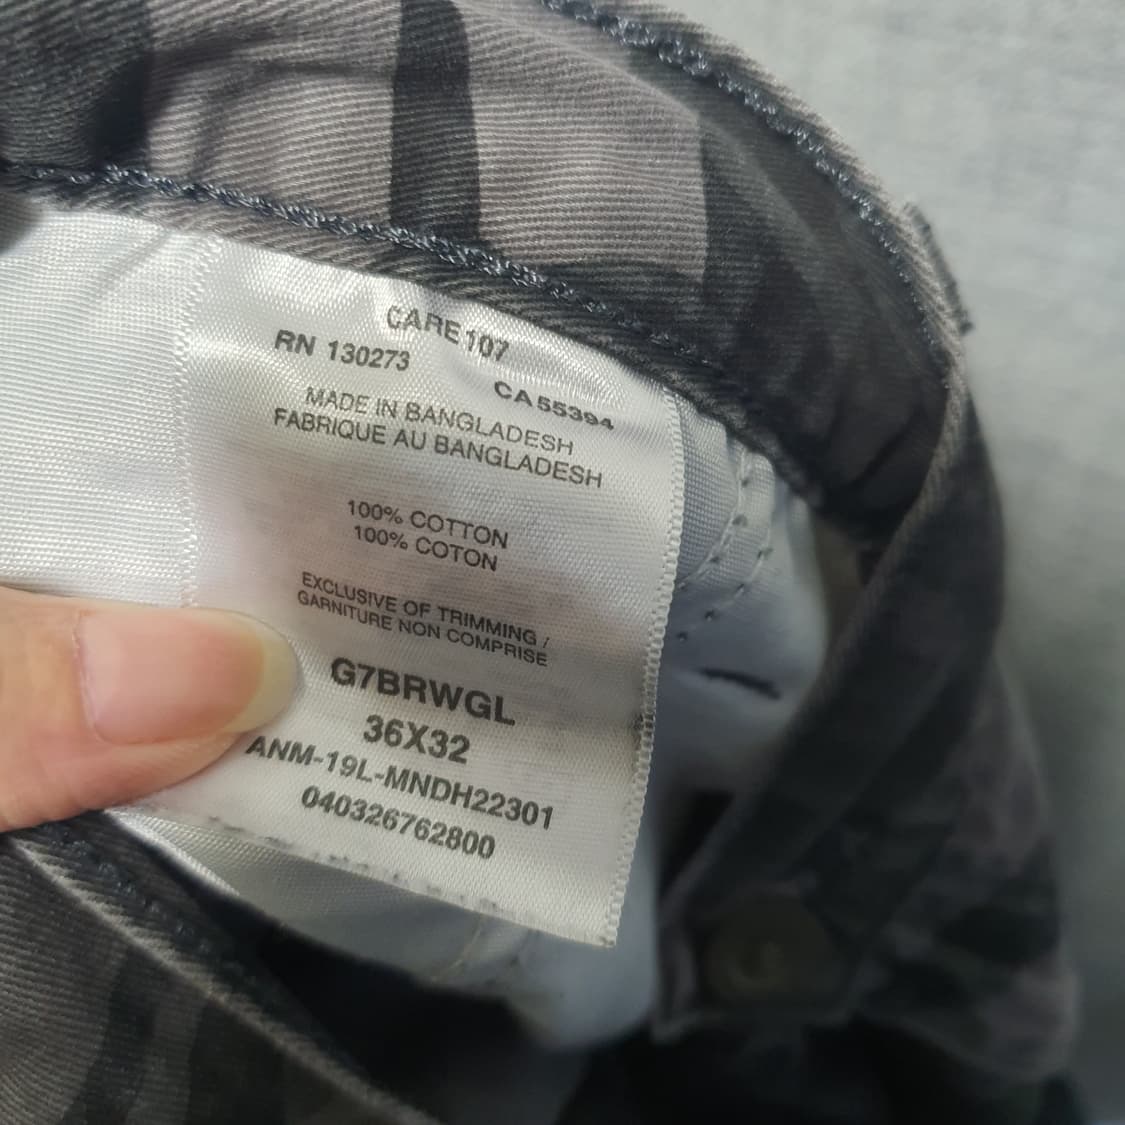 CARE 107
RN 130273
CA 55394
MADE IN BANGLADESH
FABRIQUE AU BANGLADESH
100% COTTON
100% COTON
EXCLUSIVE OF TRIMMING /
GARNITURE NON COMPRISE
G7BRWGL
36X32
ANM-19L-MNDH22301
040326762800